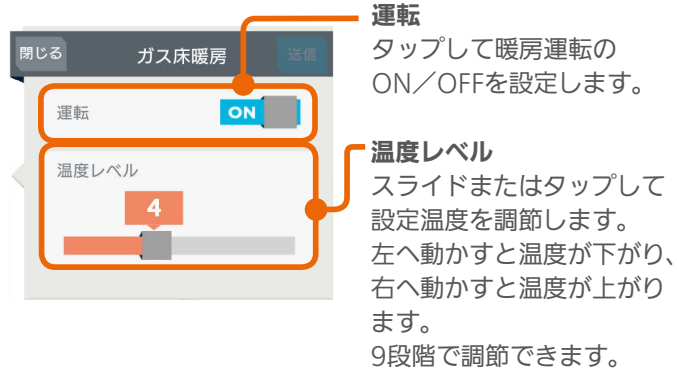 閉じる
ガス床暖房
送信
運転
ON
温度レベル
4
運転
タップして暖房運転の
ON／OFFを設定します。
温度レベル
スライドまたはタップして
設定温度を調節します。
左へ動かすと温度が下がり、
右へ動かすと温度が上がり
ます。
9段階で調節できます。